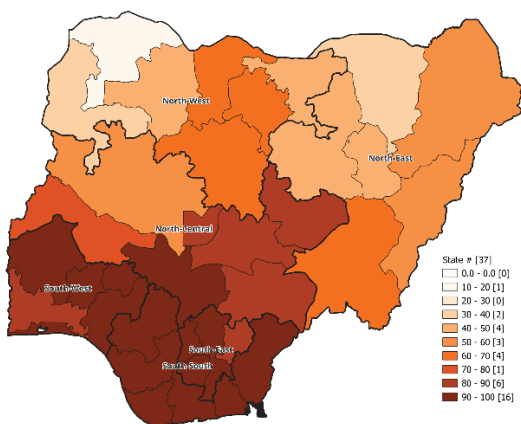 North-West
North-East
North-Central
South-West
South-East
South-South
State # [37]
0.0 - 0.0 [0]
10 - 20 [1]
20 - 30 [0]
30 - 40 [2]
40 - 50 [4]
50 - 60 [3]
60 - 70 [4]
70 - 80 [1]
80 - 90 [6]
90 - 100 [16]